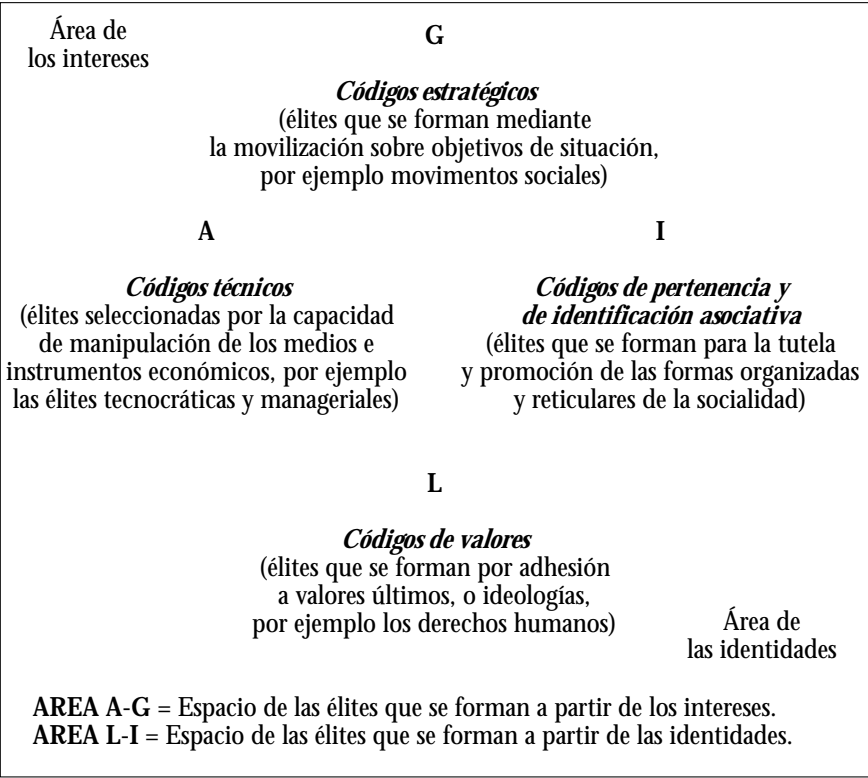 Área de
los intereses
G
Códigos estratégicos
(élites que se forman mediante
la movilización sobre objetivos de situación,
por ejemplo movimentos sociales)
A
Códigos técnicos
(élites seleccionadas por la capacidad
de manipulación de los medios e
instrumentos económicos, por ejemplo
las élites tecnocráticas y manageriales)
I
Códigos de pertenencia y
de identificación asociativa
(élites que se forman para la tutela
y promoción de las formas organizadas
y reticulares de la socialidad)
L
Códigos de valores
(élites que se forman por adhesión
a valores últimos, o ideologías,
por ejemplo los derechos humanos)
Área de
las identidades
AREA A-G = Espacio de las élites que se forman a partir de los intereses.
AREA L-I = Espacio de las élites que se forman a partir de las identidades.